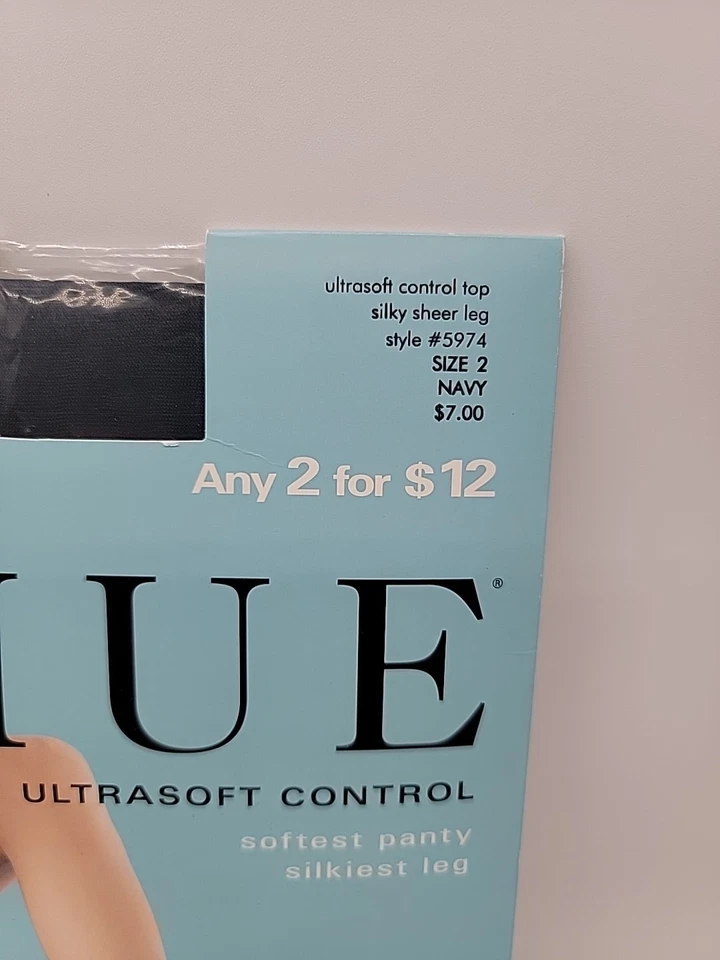 ultrasoft control top
silky sheer leg
style #5974
SIZE 2
NAVY
$7.00
Any 2 for $12
UE®
ULTRASOFT CONTROL
softest panty
silkiest leg